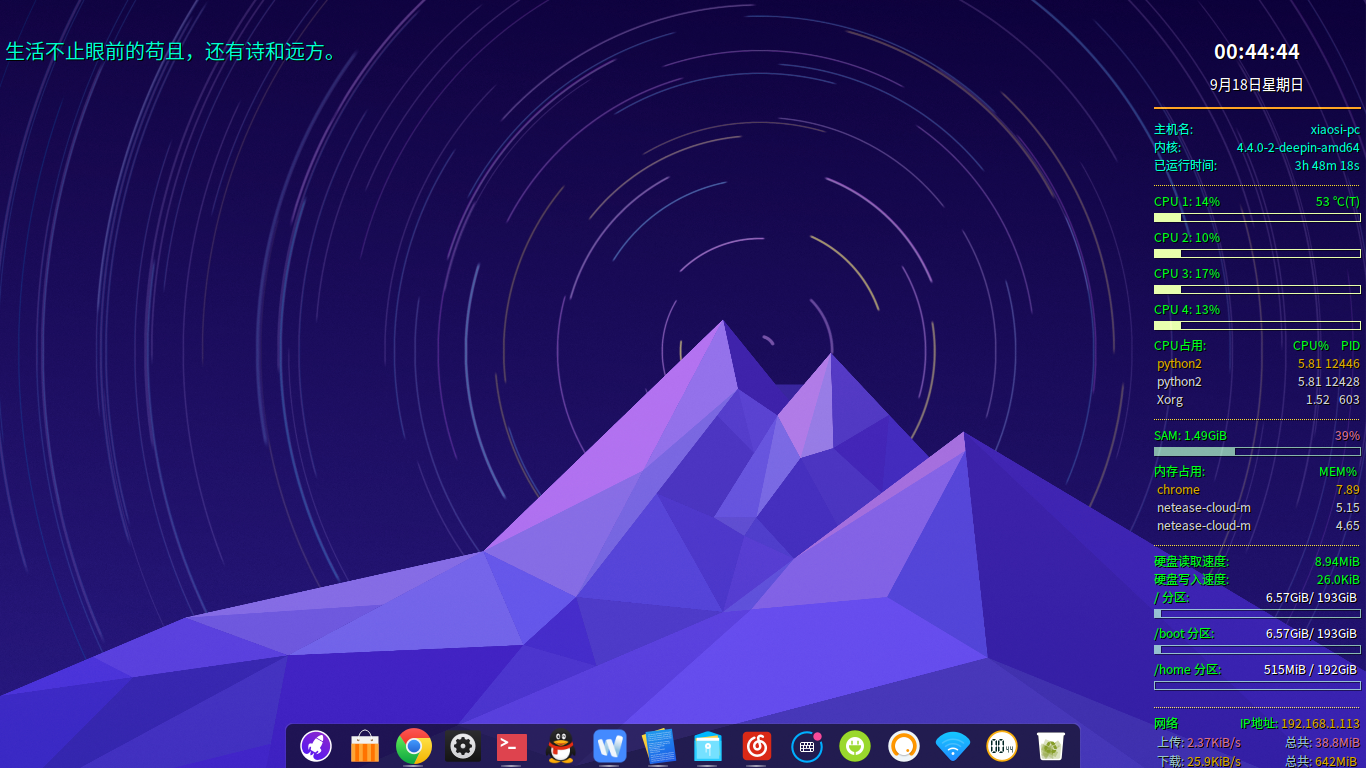 生活不止眼前的苟且，还有诗和远方。
00:44:44
9月18日星期日
主机名: xiaosi-pc
内核: 4.4.0-2-deepin-amd64
已运行时间: 3h 48m 18s
CPU 1: 14% 53 ℃(T)
CPU 2: 10%
CPU 3: 17%
CPU 4: 13%
CPU占用: CPU% PID
python2 5.81 12446
python2 5.81 12428
Xorg 1.52 603
SAM: 1.49GiB 39%
内存占用: MEM%
chrome 7.89
netease-cloud-m 5.15
netease-cloud-m 4.65
硬盘读取速度: 8.94MiB
硬盘写入速度: 26.0KiB
/ 分区: 6.57GiB/ 193GiB
/boot 分区: 6.57GiB/ 193GiB
/home 分区: 515MiB / 192GiB
网络 IP地址: 192.168.1.113
上传: 2.37KiB/s 总共: 38.8MiB
下载: 25.9KiB/s 总共: 642MiB
00 44